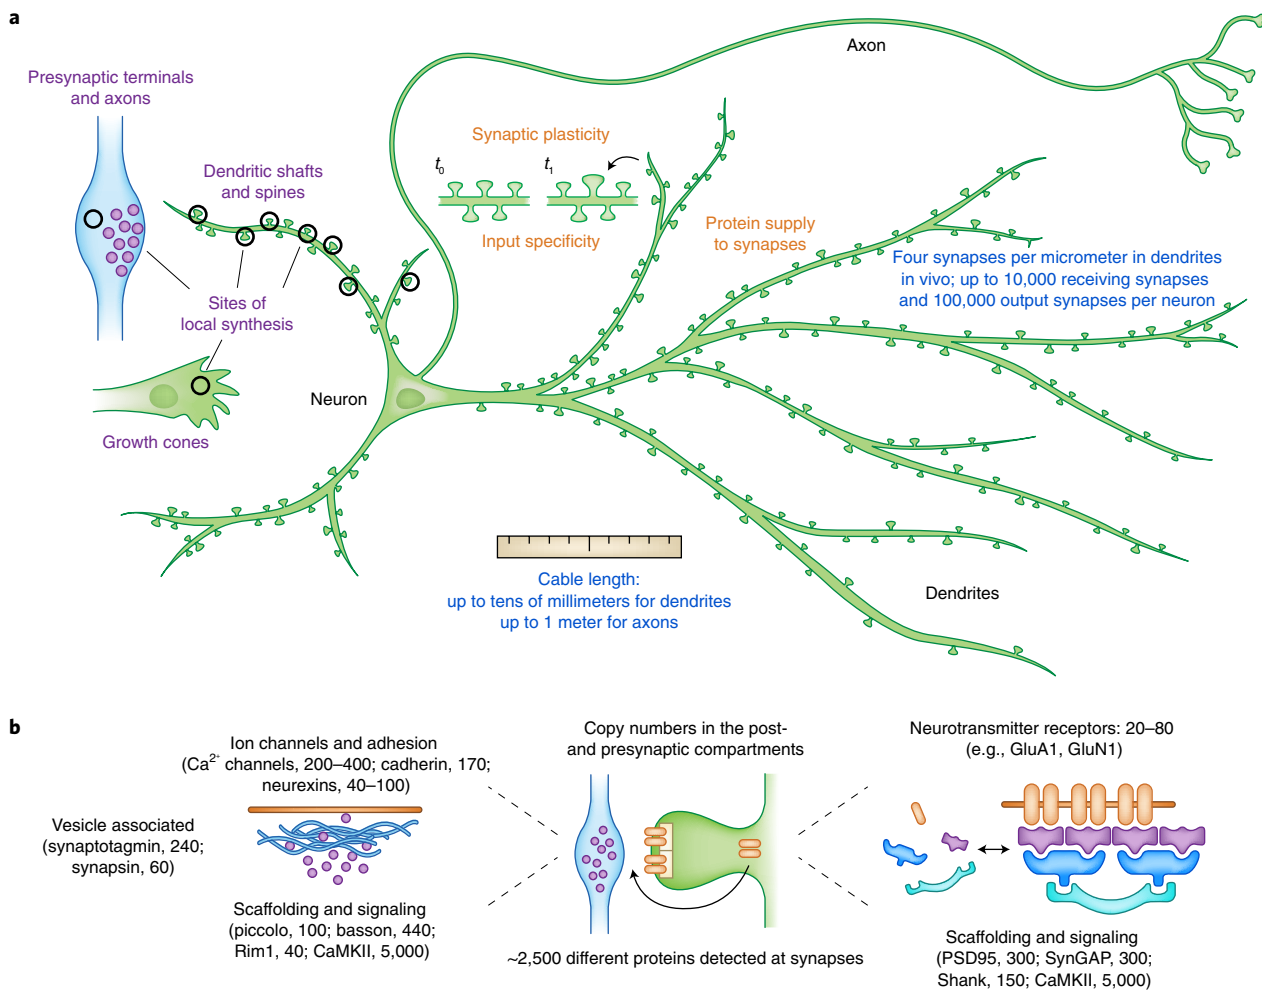 a
Axon
Presynaptic terminals
and axons
Synaptic plasticity
t0
t1
Dendritic shafts
and spines
Input specificity
Protein supply
to synapses
Four synapses per micrometer in dendrites
in vivo; up to 10,000 receiving synapses
and 100,000 output synapses per neuron
Sites of
local synthesis
Neuron
Growth cones
Cable length:
up to tens of millimeters for dendrites
up to 1 meter for axons
Dendrites
b
Ion channels and adhesion
(Ca2+ channels, 200–400; cadherin, 170;
neurexins, 40–100)
Vesicle associated
(synaptotagmin, 240;
synapsin, 60)
Scaffolding and signaling
(piccolo, 100; basson, 440;
Rim1, 40; CaMKII, 5,000)
Copy numbers in the post-
and presynaptic compartments
~2,500 different proteins detected at synapses
Neurotransmitter receptors: 20–80
(e.g., GluA1, GluN1)
Scaffolding and signaling
(PSD95, 300; SynGAP, 300;
Shank, 150; CaMKII, 5,000)